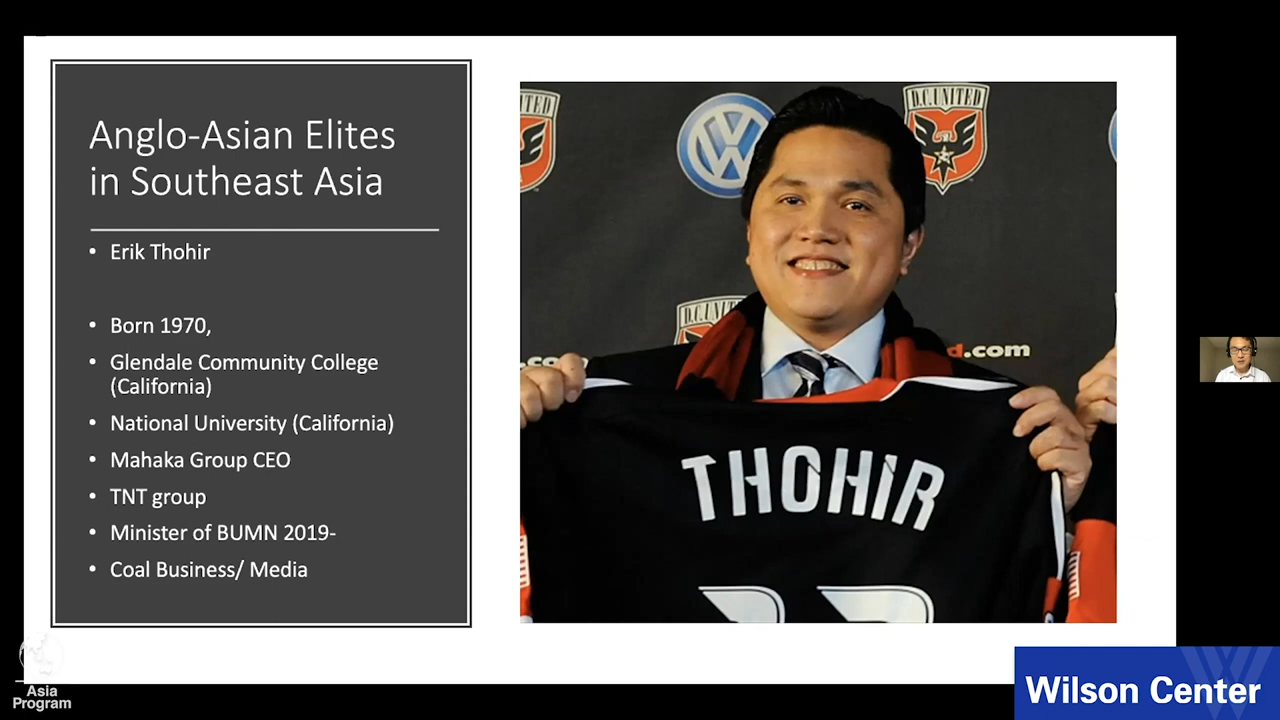 Anglo-Asian Elites
in Southeast Asia
• Erik Thohir
• Born 1970,
• Glendale Community College
(California)
• National University (California)
• Mahaka Group CEO
• TNT group
• Minister of BUMN 2019-
• Coal Business/ Media
D.C.UNITED
D.C.UNITED
.com
d.com
THOHIR
Asia
Program
Wilson Center